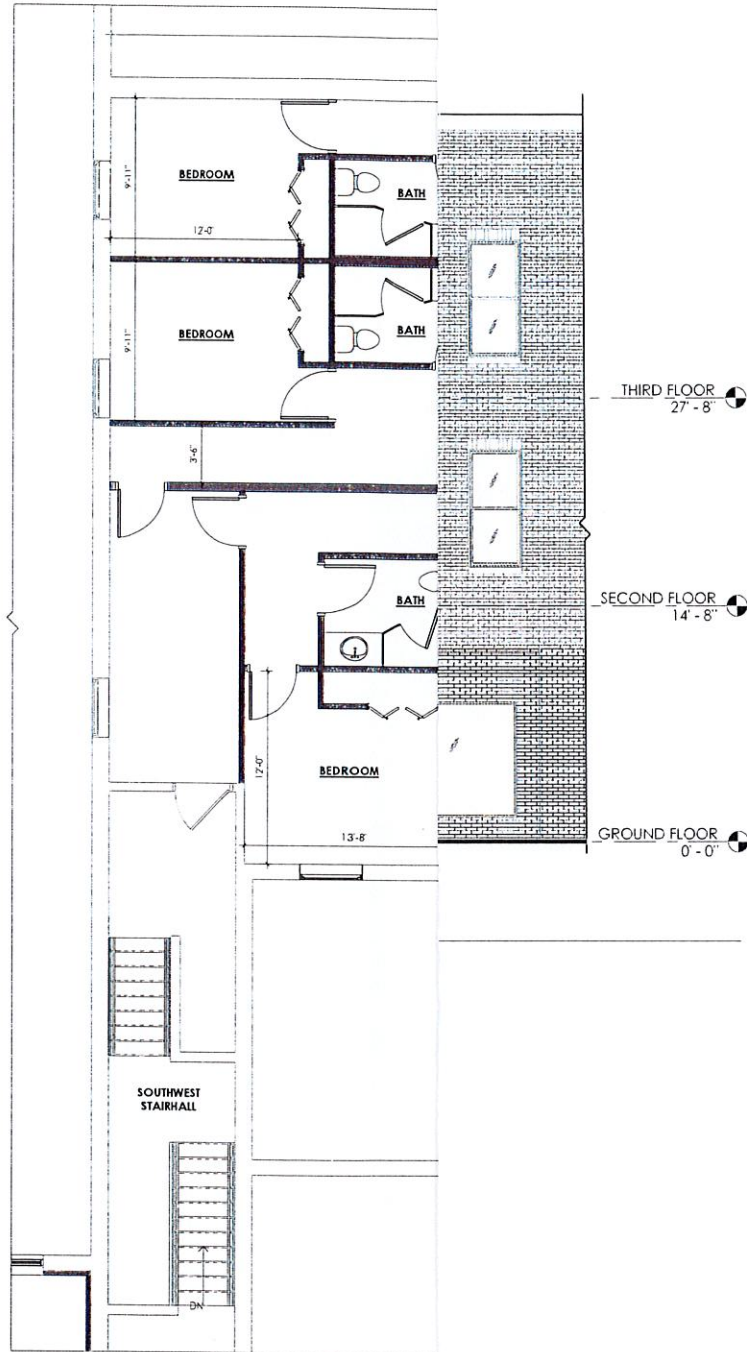 BEDROOM
9'-11"
12'-0"
BATH
BEDROOM
9'-11"
BATH
3'-6"
BATH
BEDROOM
12'-0"
13'-8"
SOUTHWEST
STAIRHALL
DN
THIRD FLOOR
27' - 8"
SECOND FLOOR
14' - 8"
GROUND FLOOR
0' - 0"